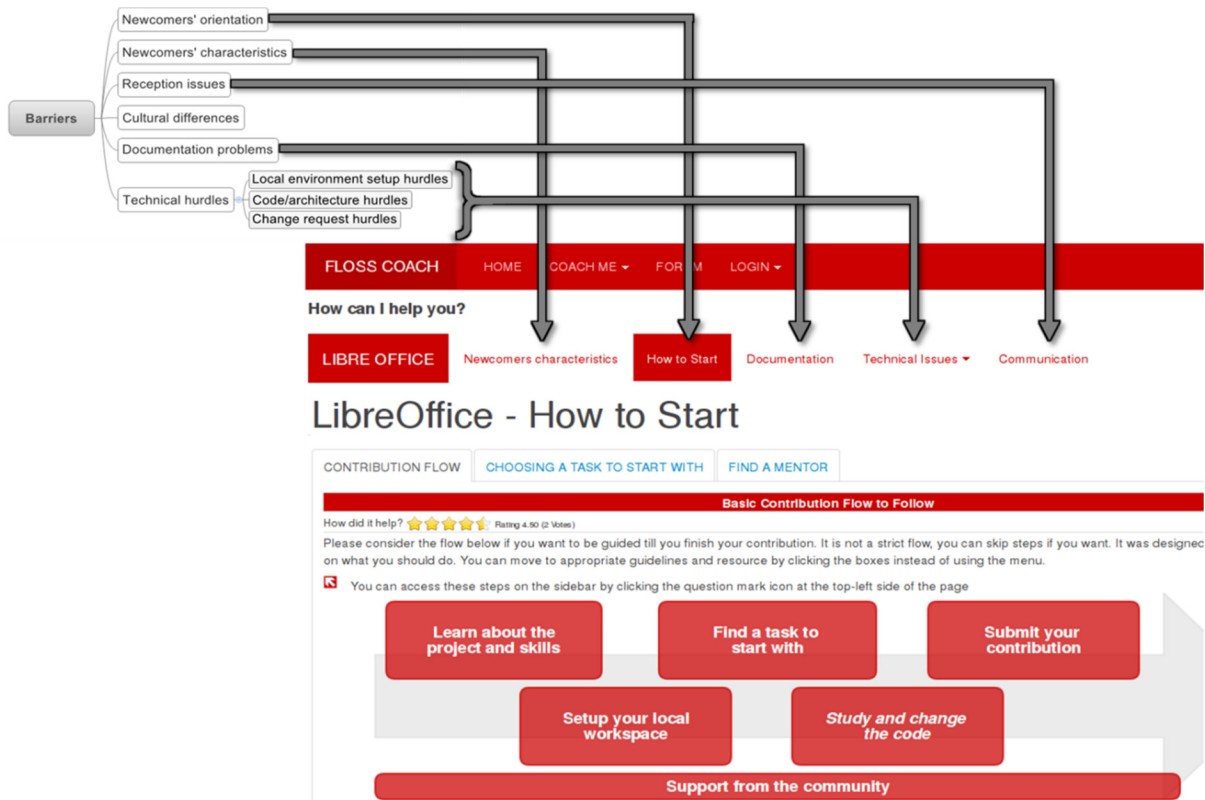 Newcomers' orientation
Newcomers' characteristics
Reception issues
Barriers
Cultural differences
Documentation problems
Local environment setup hurdles
Technical hurdles
Code/architecture hurdles
Change request hurdles
FLOSS COACH HOME COACH ME LOGIN
How can I help you?
LIBRE OFFICE Newcomers characteristics How to Start Documentation Technical Issues Communication
LibreOffice - How to Start
CONTRIBUTION FLOW CHOOSING A TASK TO START WITH FIND A MENTOR
Basic Contribution Flow to Follow
How did it help? Rating 4.50 (2 Votes)
Please consider the flow below if you want to be guided till you finish your contribution. It is not a strict flow, you can skip steps if you want. It was designed
on what you should do. You can move to appropriate guidelines and resource by clicking the boxes instead of using the menu.
You can access these steps on the sidebar by clicking the question mark icon at the top-left side of the page
Learn about the
project and skills
Find a task to
start with
Submit your
contribution
Setup your local
workspace
Study and change
the code
Support from the community